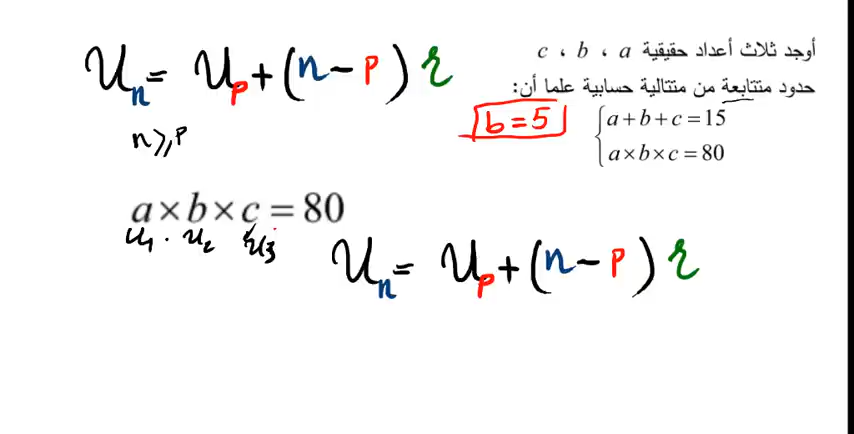 أوجد ثلاث أعداد حقيقية a ، b ، c
حدود متتابعة من متتالية حسابية علما أن:
a + b + c = 15
a × b × c = 80
b = 5
Uₙ = Uₚ + (n − p) r
n ≥ p
a × b × c = 80
u₁ · u₂ u₃
Uₙ = Uₚ + (n − p) r